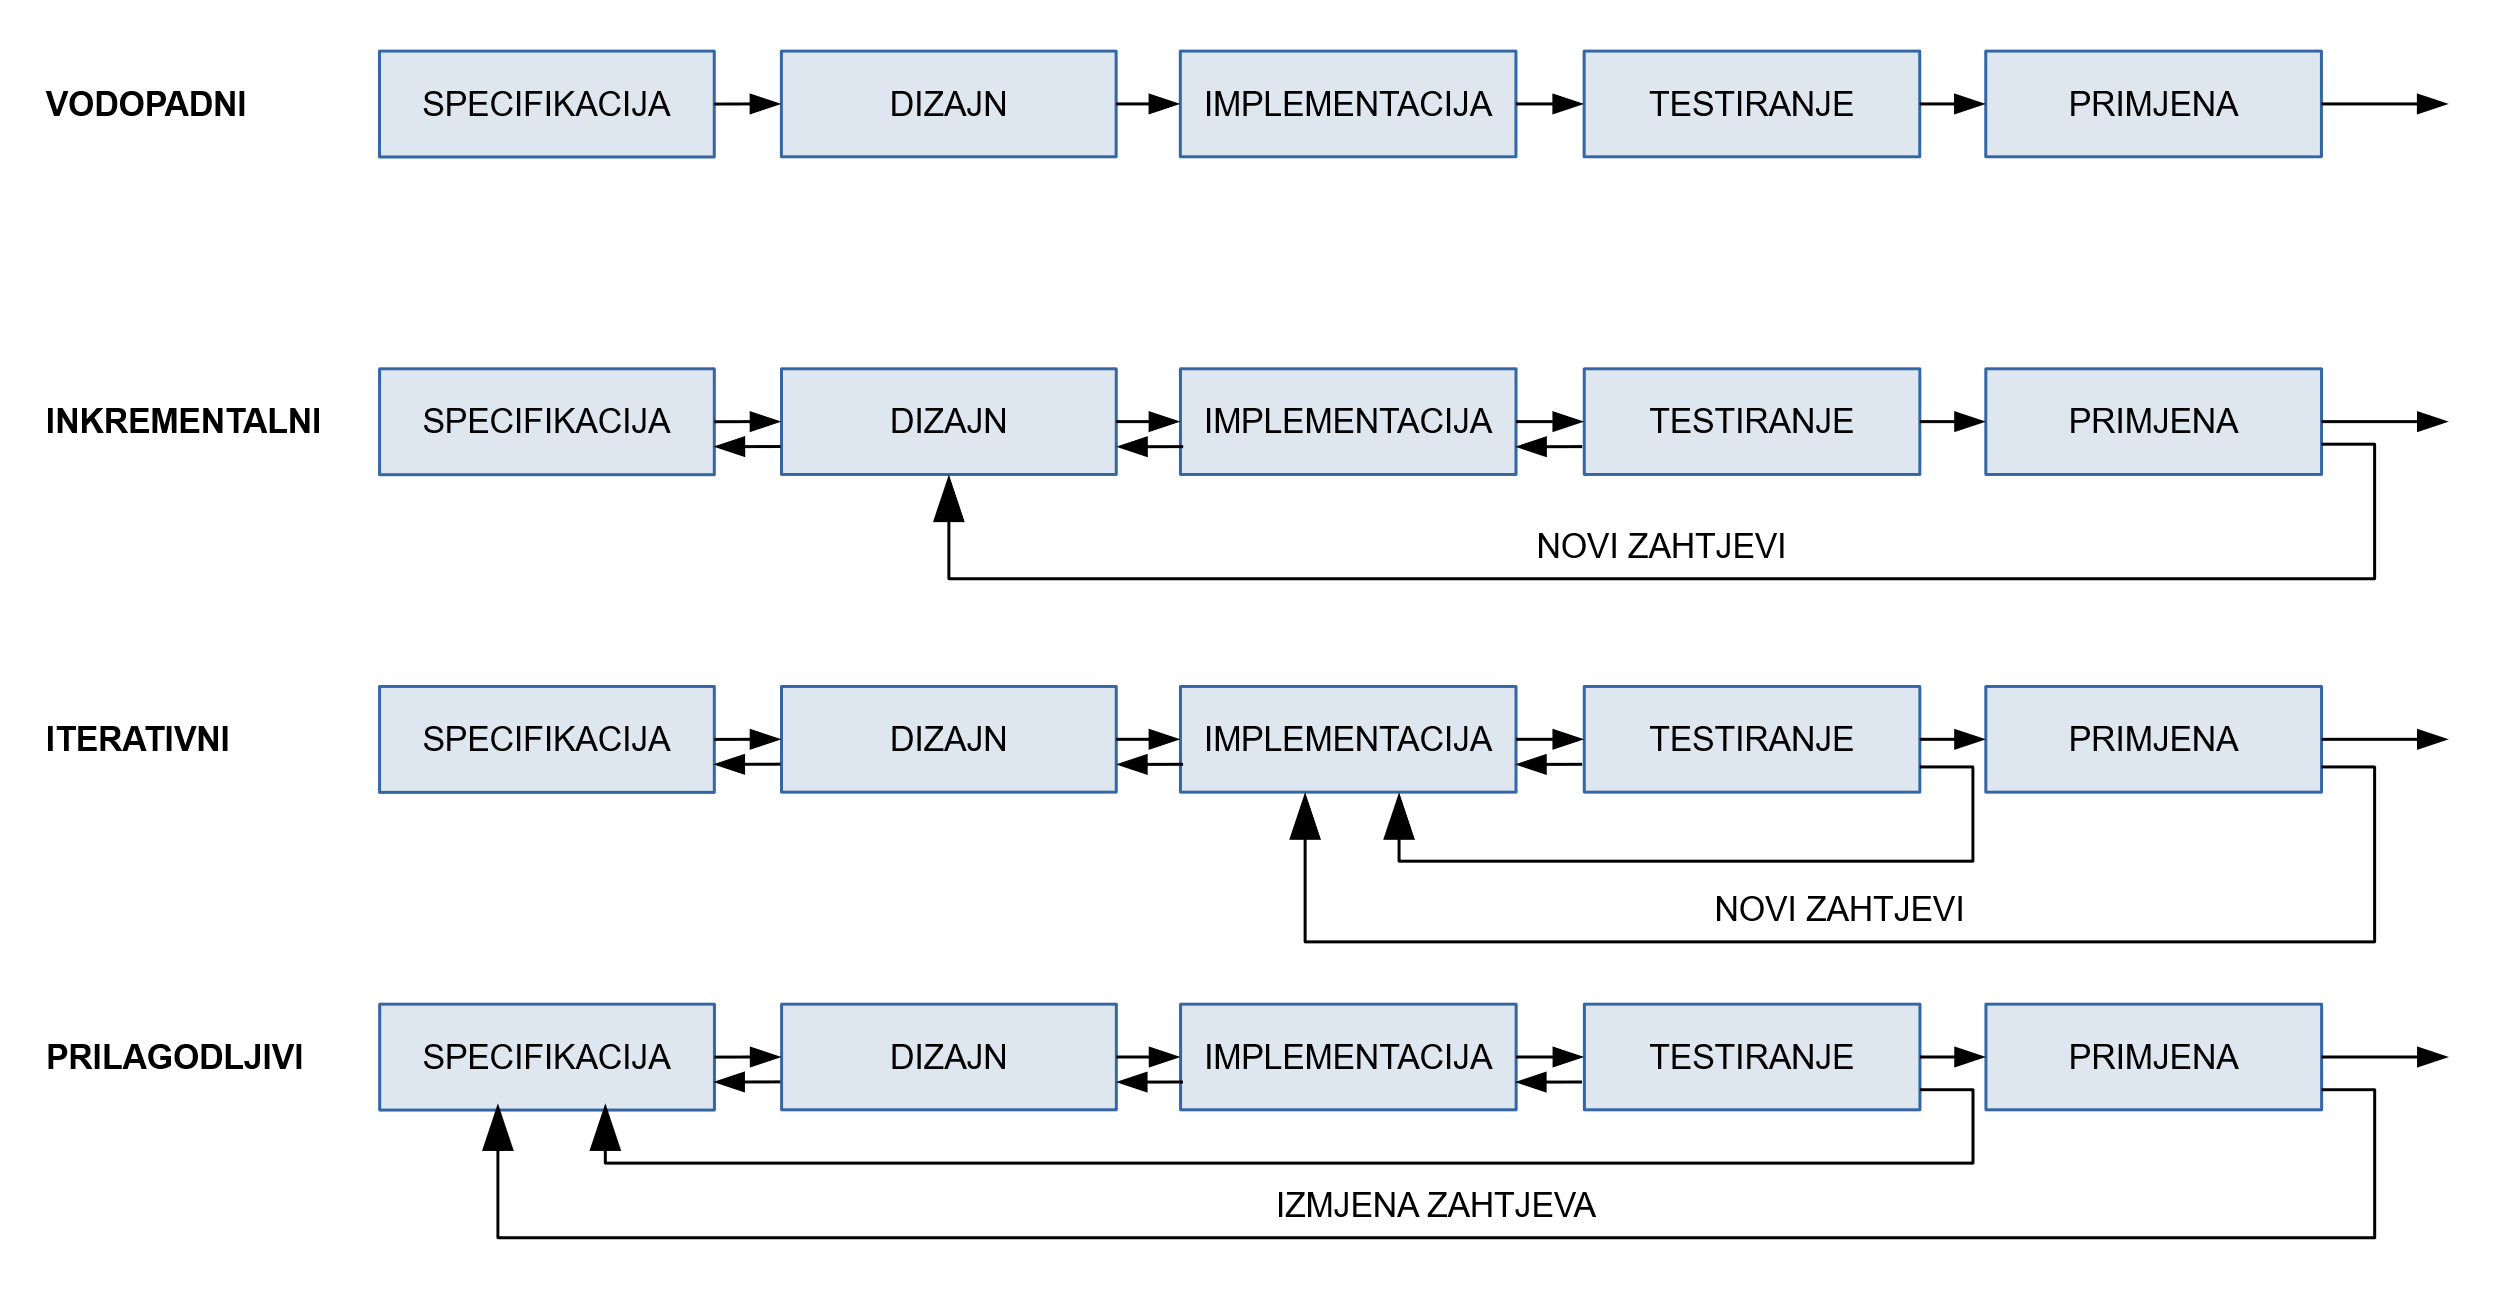 VODOPADNI SPECIFIKACIJA DIZAJN IMPLEMENTACIJA TESTIRANJE PRIMJENA
INKREMENTALNI SPECIFIKACIJA DIZAJN IMPLEMENTACIJA TESTIRANJE PRIMJENA
NOVI ZAHTJEVI
ITERATIVNI SPECIFIKACIJA DIZAJN IMPLEMENTACIJA TESTIRANJE PRIMJENA
NOVI ZAHTJEVI
PRILAGODLJIVI SPECIFIKACIJA DIZAJN IMPLEMENTACIJA TESTIRANJE PRIMJENA
IZMJENA ZAHTJEVA